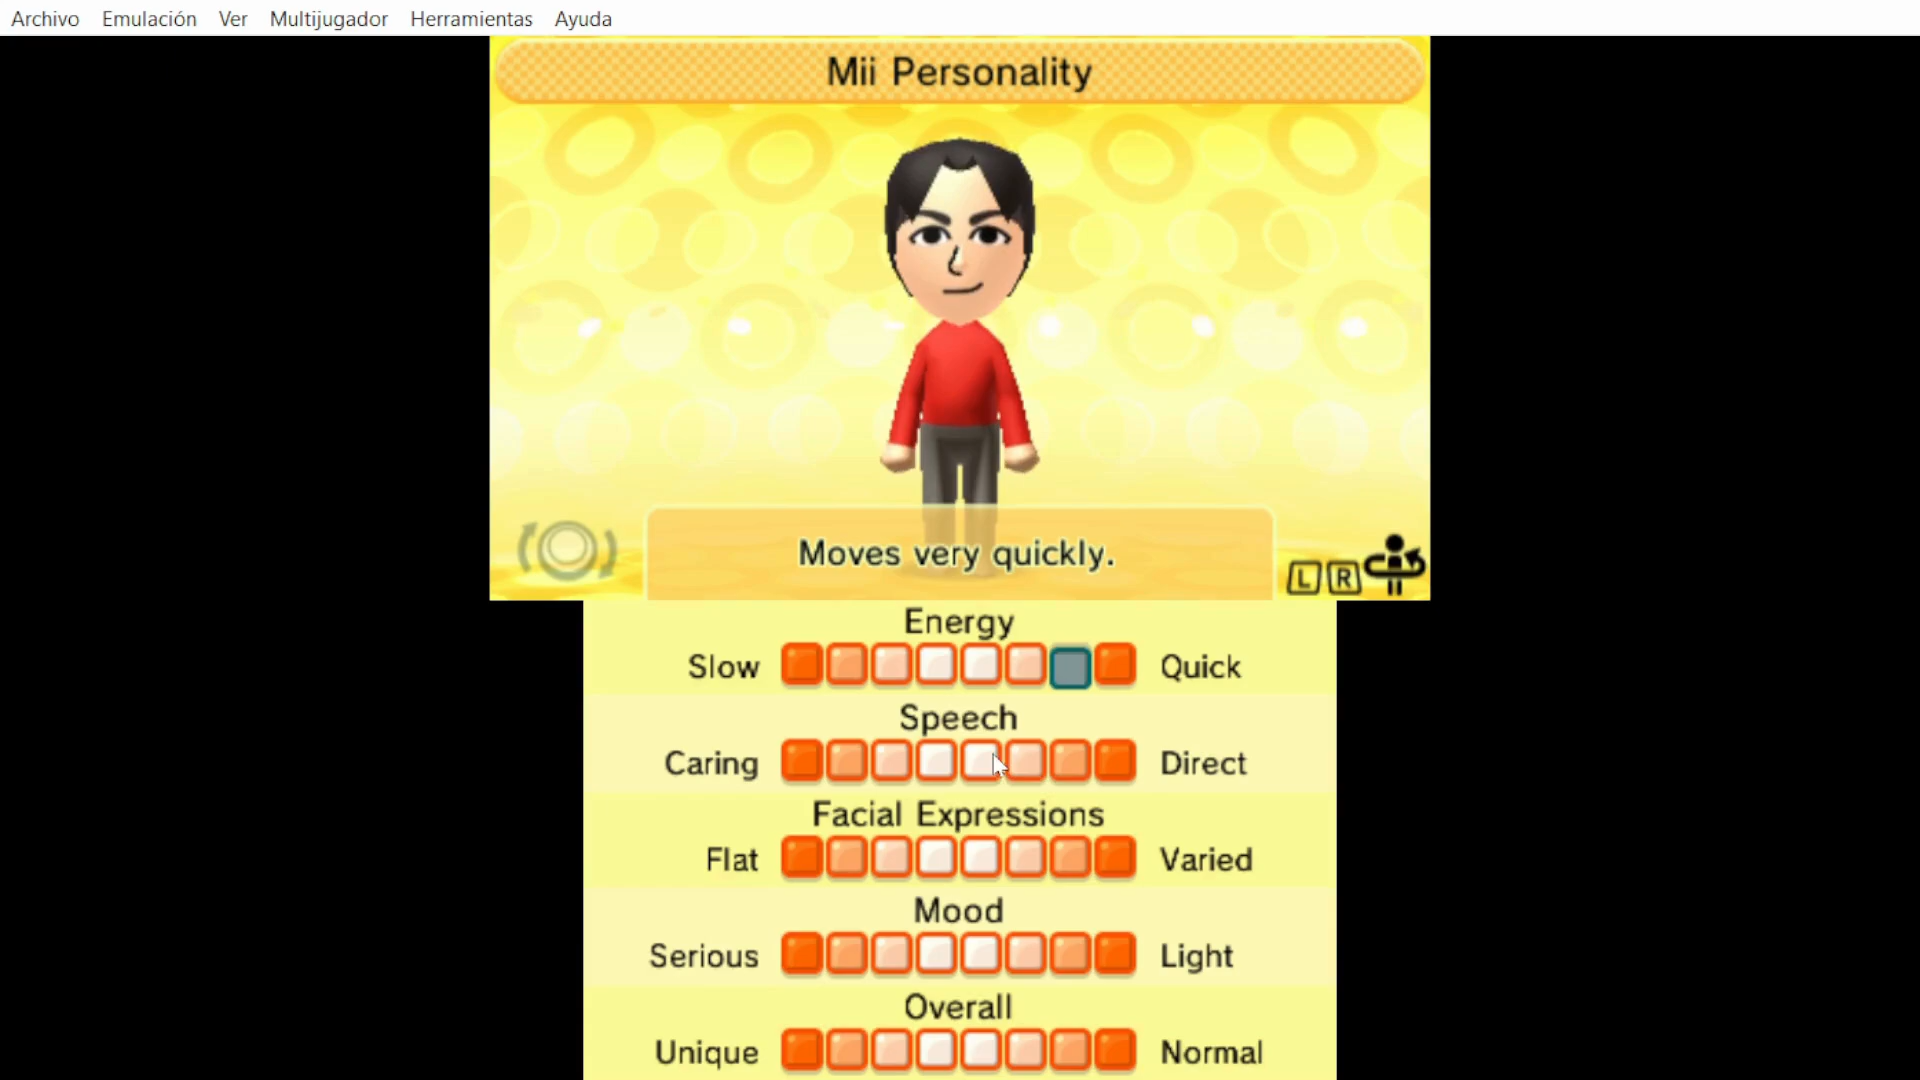 Archivo Emulación Ver Multijugador Herramientas Ayuda
Mii Personality
Moves very quickly.
L R
Energy
Slow Quick
Speech
Caring Direct
Facial Expressions
Flat Varied
Mood
Serious Light
Overall
Unique Normal